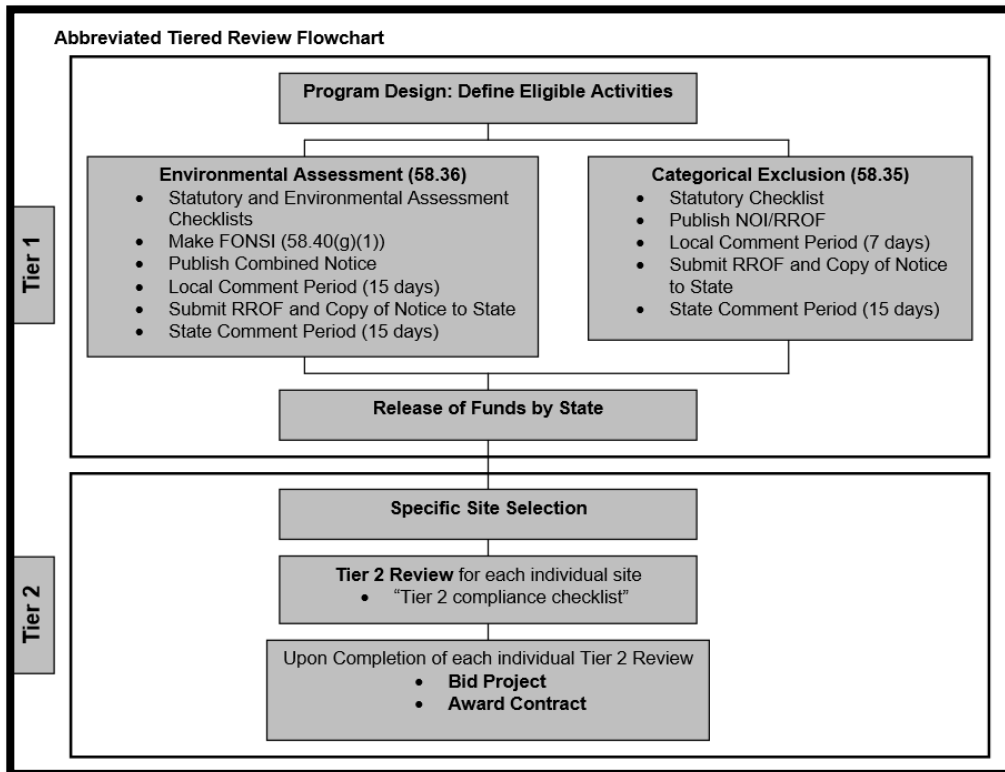 Abbreviated Tiered Review Flowchart
Program Design: Define Eligible Activities
Tier 1
Environmental Assessment (58.36)
• Statutory and Environmental Assessment
Checklists
• Make FONSI (58.40(g)(1))
• Publish Combined Notice
• Local Comment Period (15 days)
• Submit RROF and Copy of Notice to State
• State Comment Period (15 days)
Categorical Exclusion (58.35)
• Statutory Checklist
• Publish NOI/RROF
• Local Comment Period (7 days)
• Submit RROF and Copy of Notice
to State
• State Comment Period (15 days)
Release of Funds by State
Tier 2
Specific Site Selection
Tier 2 Review for each individual site
• “Tier 2 compliance checklist”
Upon Completion of each individual Tier 2 Review
• Bid Project
• Award Contract